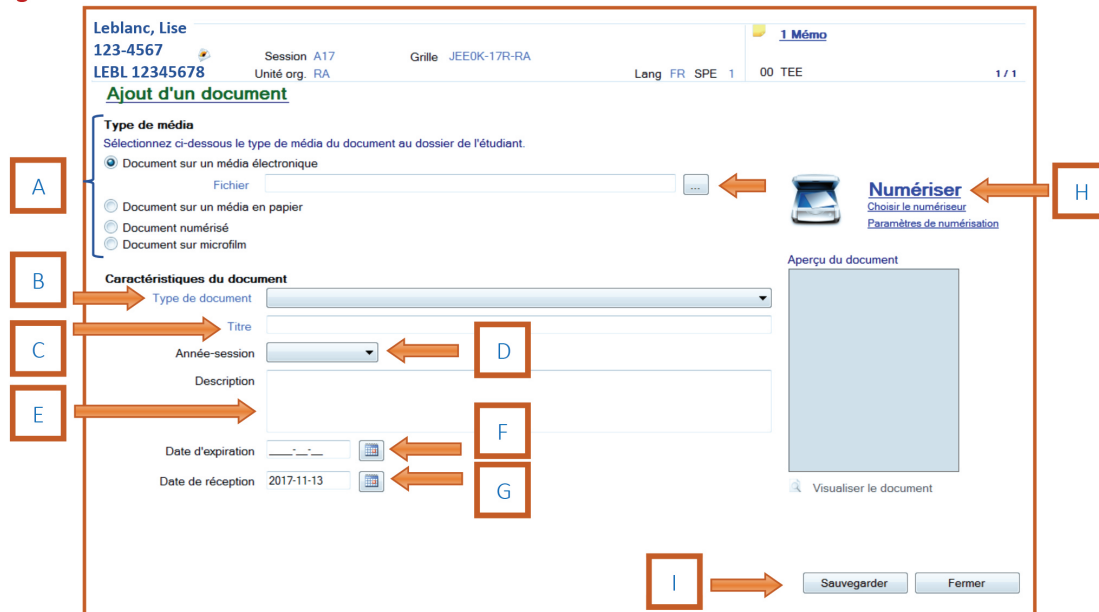 Leblanc, Lise
123-4567
LEBL 12345678
Session A17
Grille JEE0K-17R-RA
Unité org. RA
Lang FR SPE 1
1 Mémo
00 TEE
1 / 1
Ajout d'un document
Type de média
Sélectionnez ci-dessous le type de média du document au dossier de l'étudiant.
Document sur un média électronique
Fichier
...
Document sur un média en papier
Document numérisé
Document sur microfilm
A
Numériser
Choisir le numériseur
Paramètres de numérisation
H
Caractéristiques du document
B
Type de document
C
Titre
Année-session
D
Description
E
Date d'expiration ____-__-__
F
Date de réception 2017-11-13
G
Aperçu du document
Visualiser le document
I
Sauvegarder
Fermer